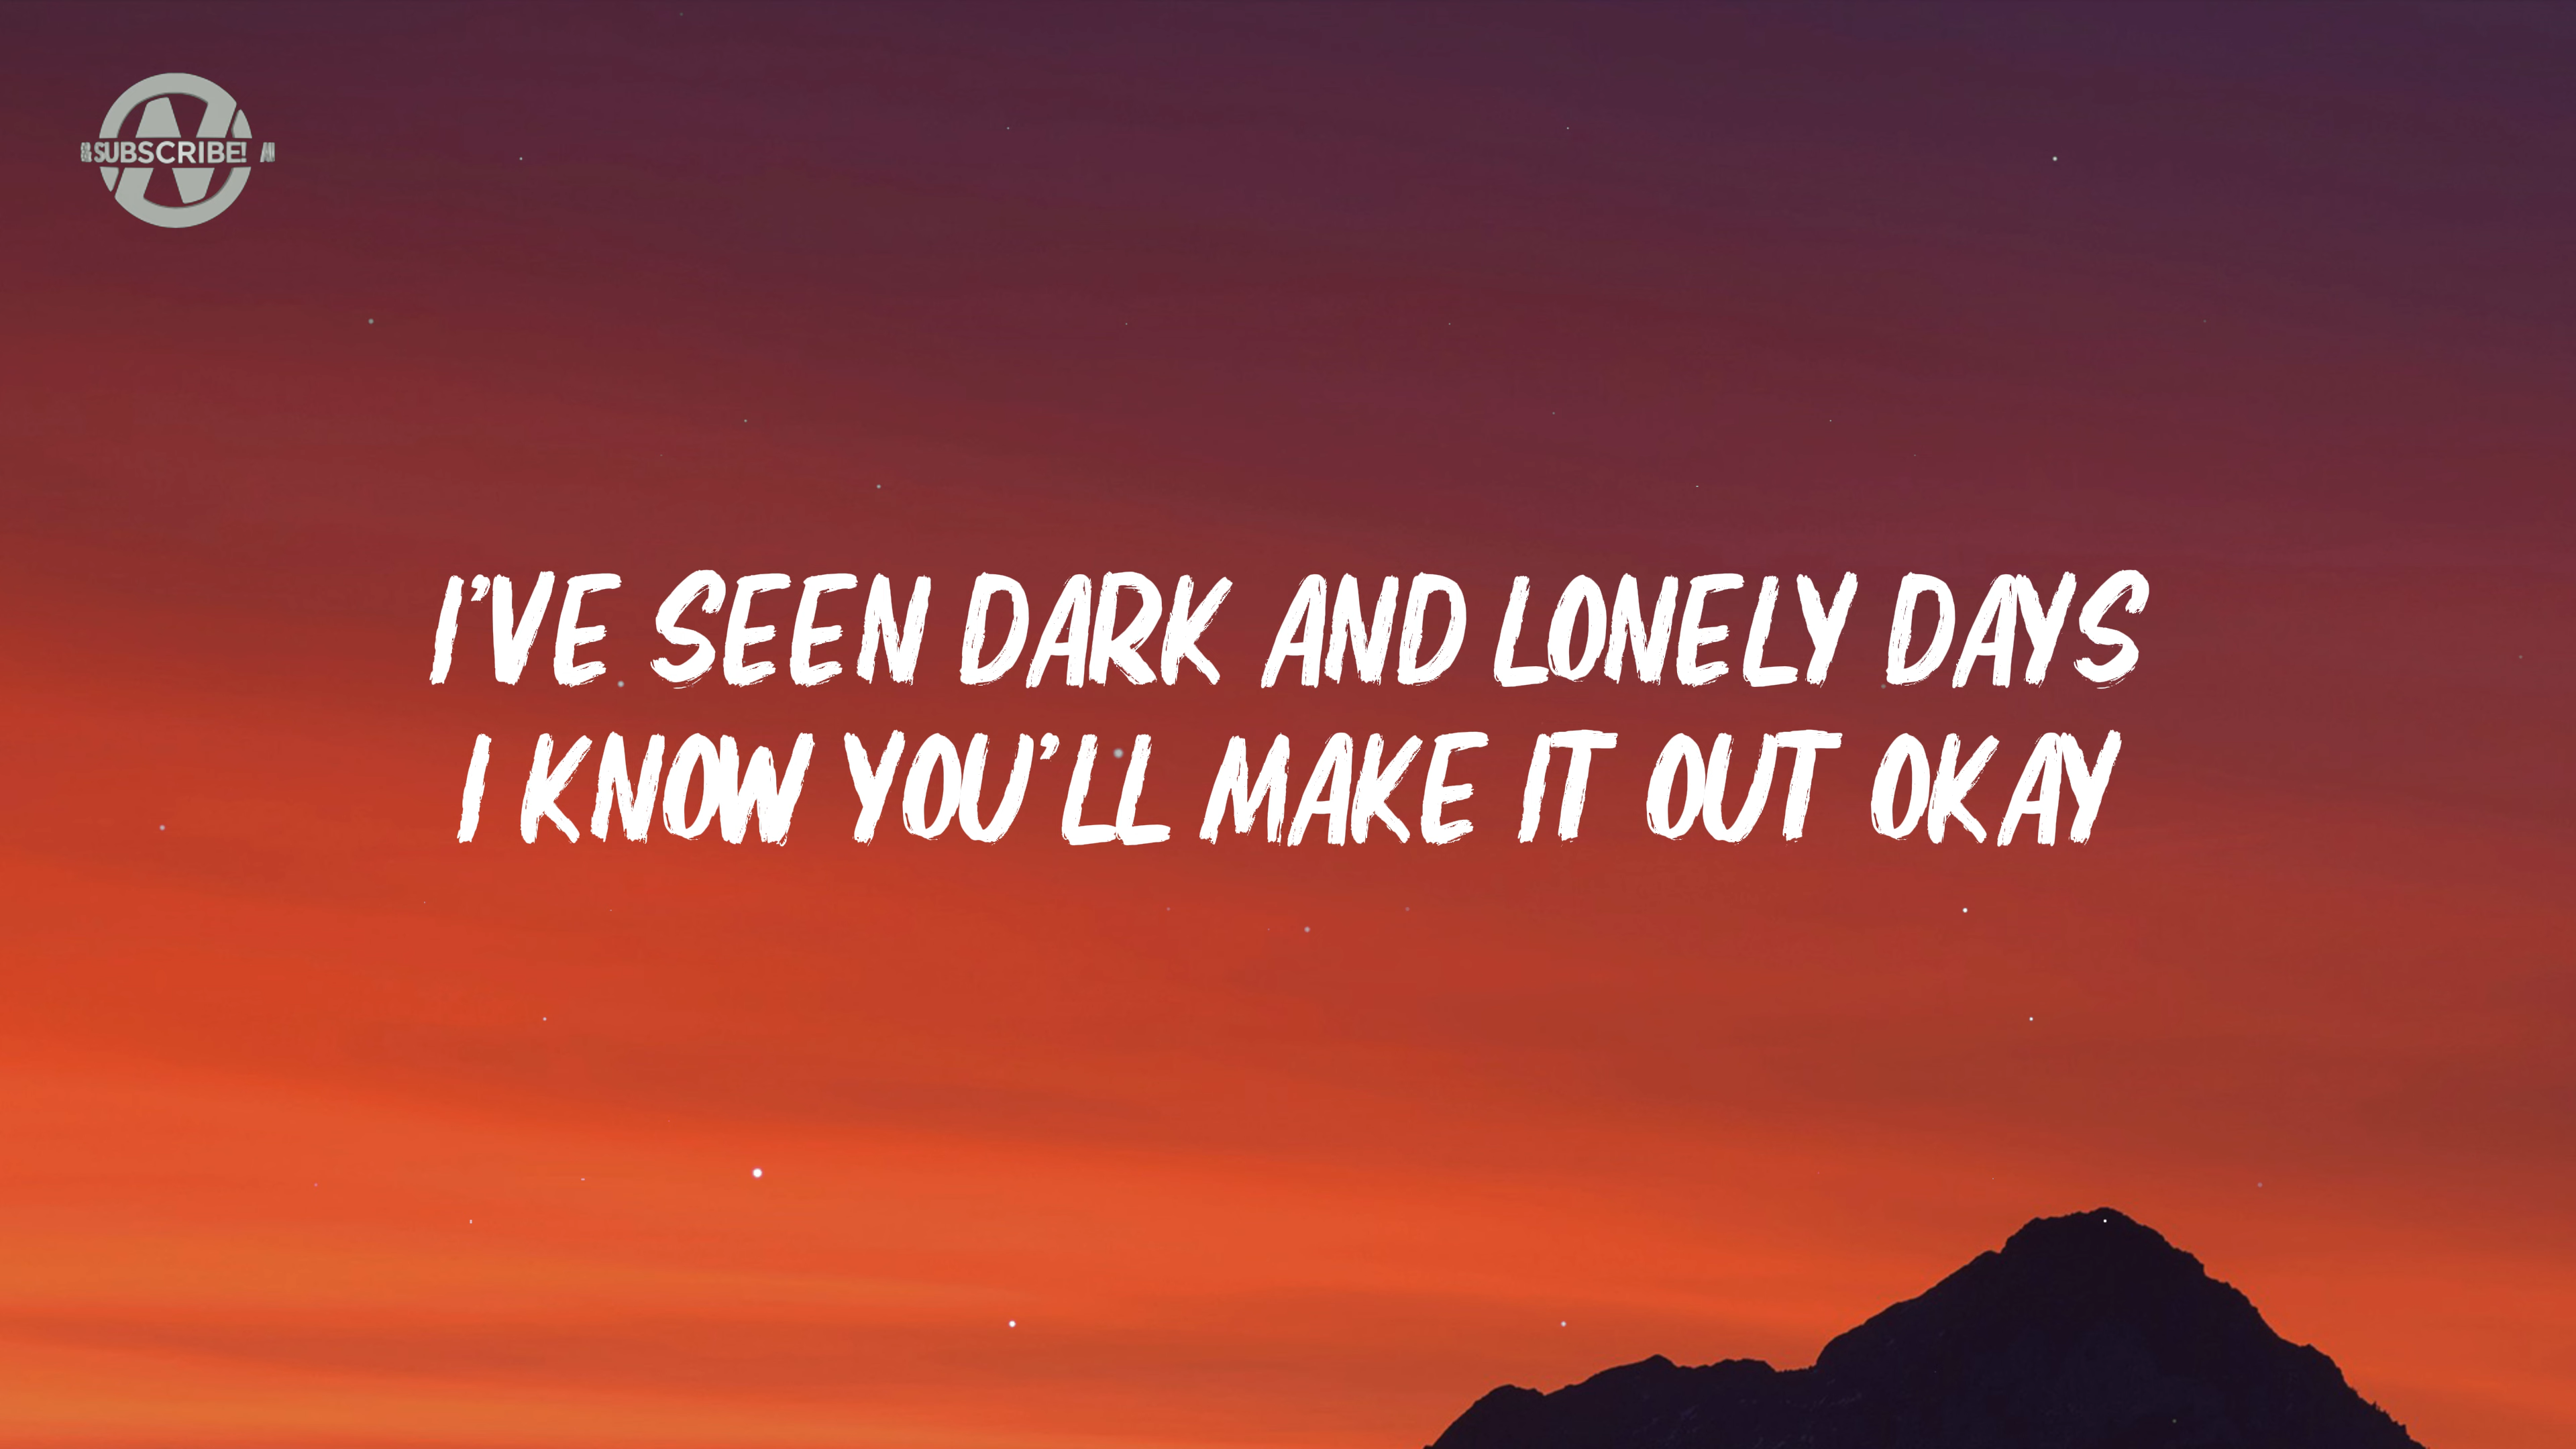 SUBSCRIBE!
I'VE SEEN DARK AND LONELY DAYS
I KNOW YOU'LL MAKE IT OUT OKAY